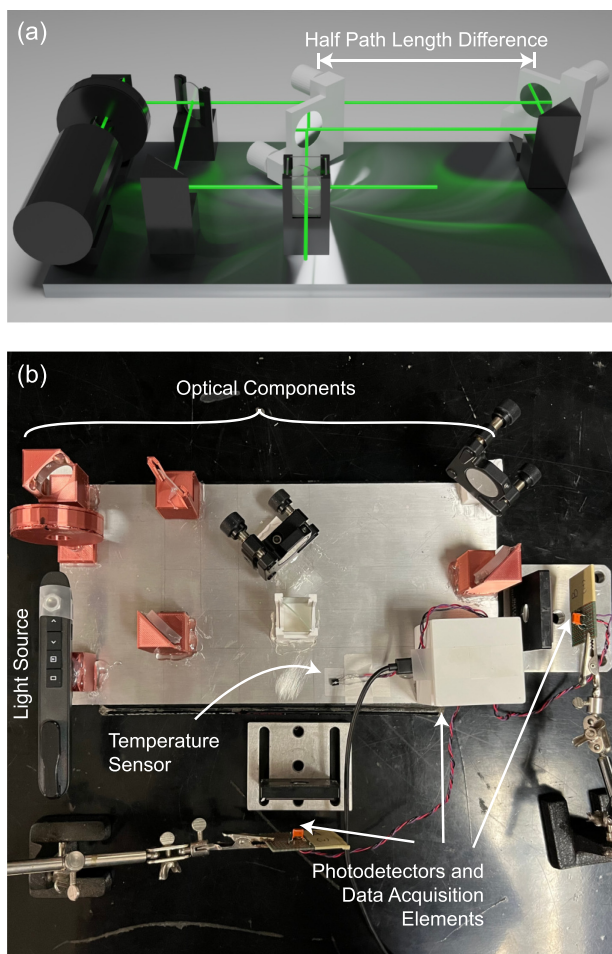 (a)
Half Path Length Difference
(b)
Optical Components
Light Source
Temperature
Sensor
Photodetectors and
Data Acquisition
Elements